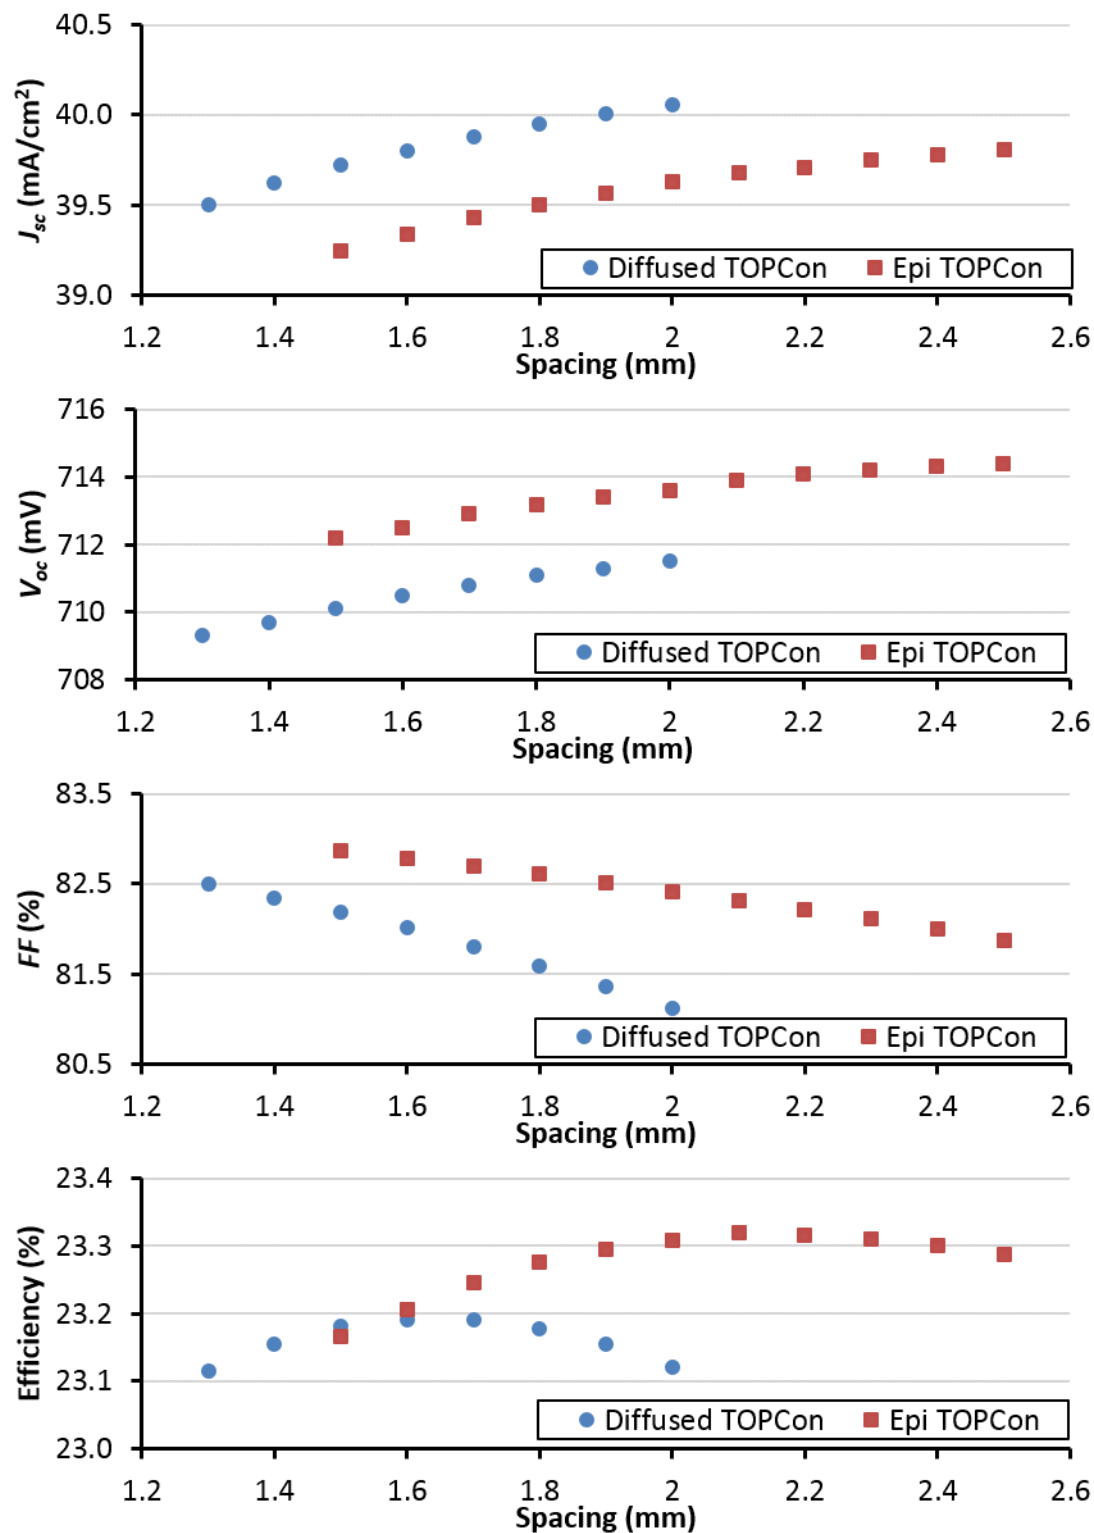 40.5
40.0
39.5
39.0
Jsc (mA/cm²)
Diffused TOPCon Epi TOPCon
1.2 1.4 1.6 1.8 2 2.2 2.4 2.6
Spacing (mm)
716
714
712
710
708
Voc (mV)
Diffused TOPCon Epi TOPCon
1.2 1.4 1.6 1.8 2 2.2 2.4 2.6
Spacing (mm)
83.5
82.5
81.5
80.5
FF (%)
Diffused TOPCon Epi TOPCon
1.2 1.4 1.6 1.8 2 2.2 2.4 2.6
Spacing (mm)
23.4
23.3
23.2
23.1
23.0
Efficiency (%)
Diffused TOPCon Epi TOPCon
1.2 1.4 1.6 1.8 2 2.2 2.4 2.6
Spacing (mm)